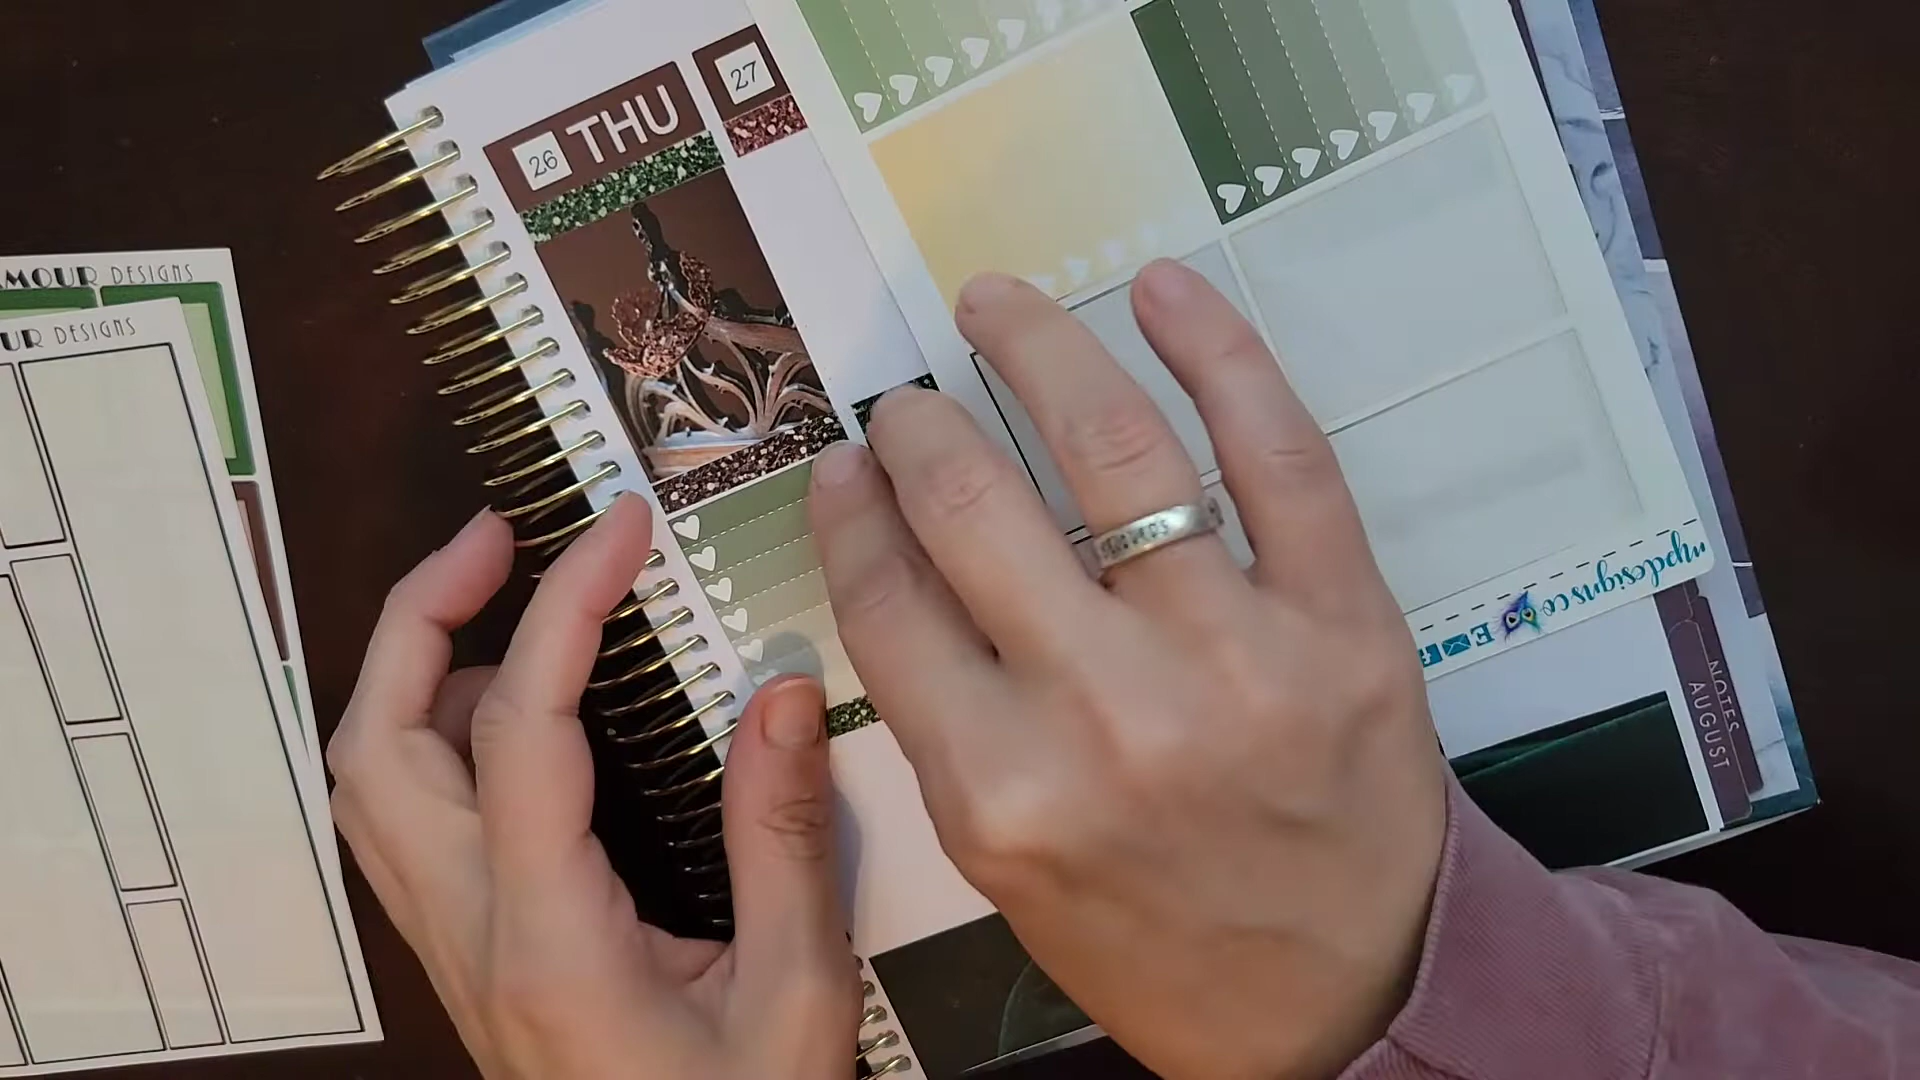 26 THU
27
MOUR DESIGNS
UR DESIGNS
mpdesignsco
NOTES
AUGUST